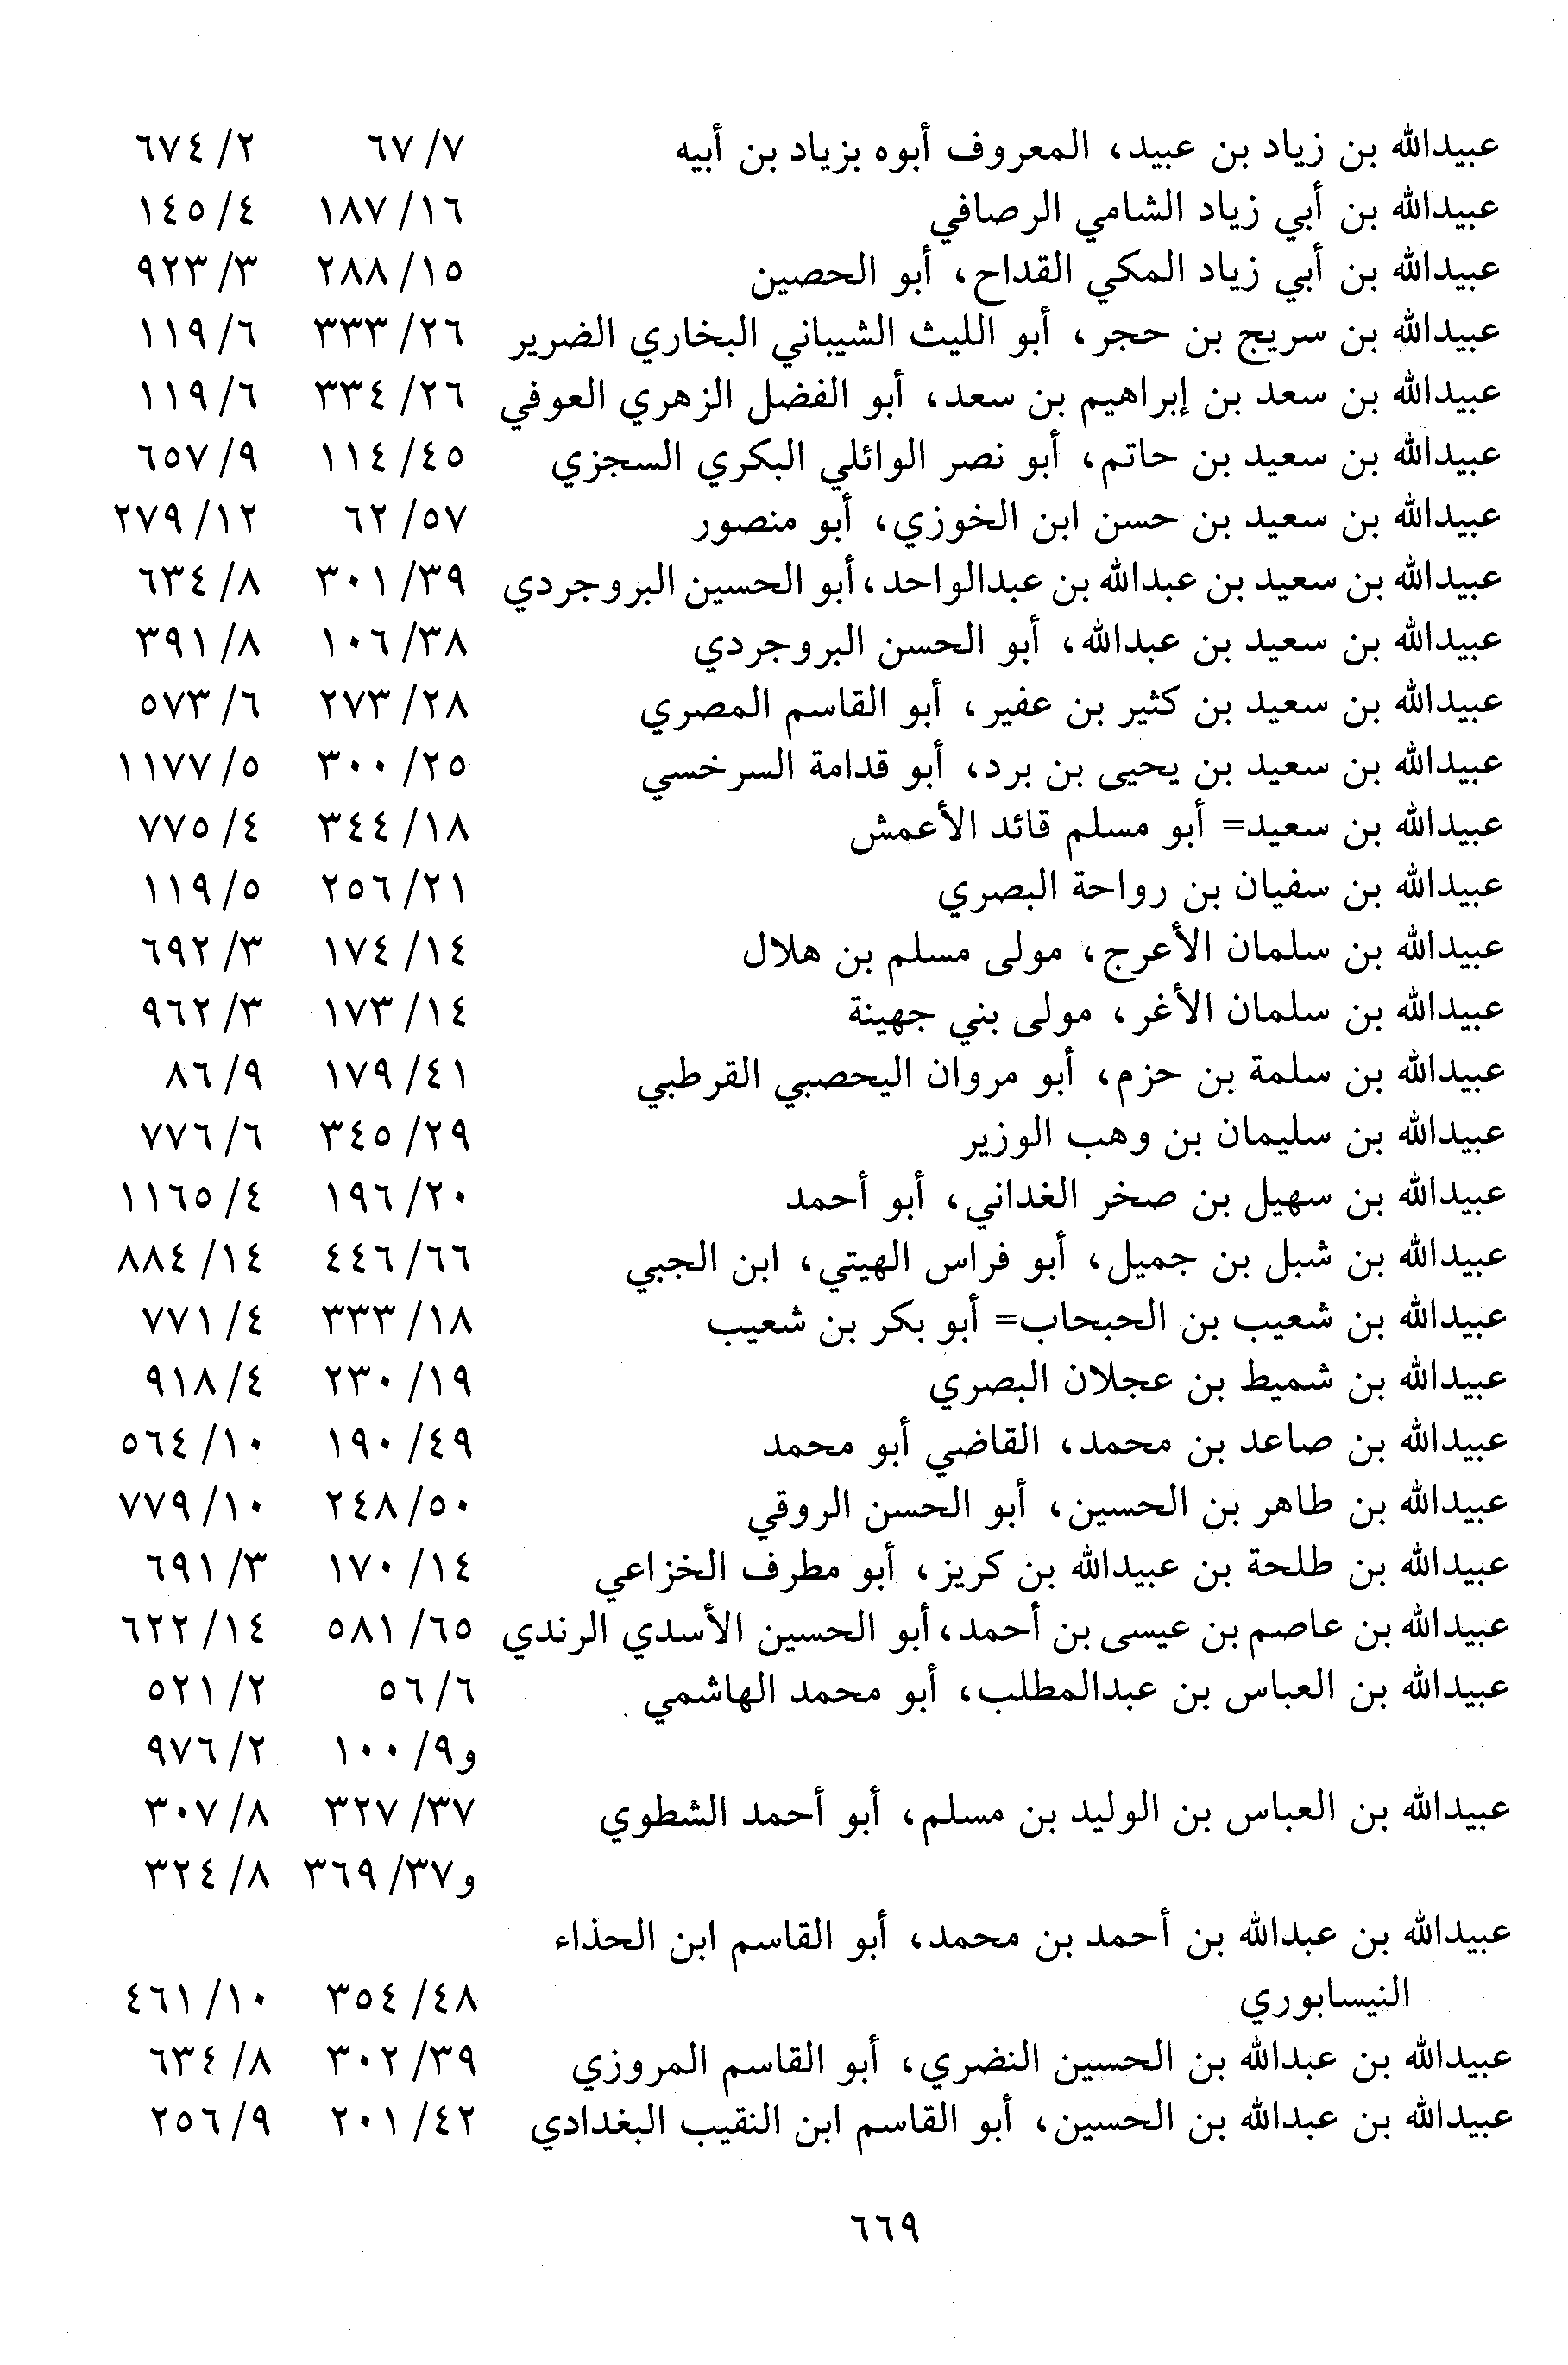 عبيدالله بن زياد بن عبيد، المعروف أبوه بزياد بن أبيه ٧/ ٦٧ ٢/ ٦٧٤
عبيدالله بن أبي زياد الشامي الرصافي ١٦/ ١٨٧ ٤/ ١٤٥
عبيدالله بن أبي زياد المكي القداح، أبو الحصين ١٥/ ٢٨٨ ٣/ ٩٢٣
عبيدالله بن سريج بن حجر، أبو الليث الشيباني البخاري الضرير ٢٦/ ٣٣٣ ٦/ ١١٩
عبيدالله بن سعد بن إبراهيم بن سعد، أبو الفضل الزهري العوفي ٢٦/ ٣٣٤ ٦/ ١١٩
عبيدالله بن سعيد بن حاتم، أبو نصر الوائلي البكري السجزي ٤٥/ ١١٤ ٩/ ٦٥٧
عبيدالله بن سعيد بن حسن ابن الخوزي، أبو منصور ٥٧/ ٦٢ ١٢/ ٢٧٩
عبيدالله بن سعيد بن عبدالله بن عبدالواحد، أبو الحسين البروجردي ٣٩/ ٣٠١ ٨/ ٦٣٤
عبيدالله بن سعيد بن عبدالله، أبو الحسن البروجردي ٣٨/ ١٠٦ ٨/ ٣٩١
عبيدالله بن سعيد بن كثير بن عفير، أبو القاسم المصري ٢٨/ ٢٧٣ ٦/ ٥٧٣
عبيدالله بن سعيد بن يحيى بن برد، أبو قدامة السرخسي ٢٥/ ٣٠٠ ٥/ ١١٧٧
عبيدالله بن سعيد= أبو مسلم قائد الأعمش ١٨/ ٣٤٤ ٤/ ٧٧٥
عبيدالله بن سفيان بن رواحة البصري ٢١/ ٢٥٦ ٥/ ١١٩
عبيدالله بن سلمان الأعرج، مولى مسلم بن هلال ١٤/ ١٧٤ ٣/ ٦٩٢
عبيدالله بن سلمان الأغر، مولى بني جهينة ١٤/ ١٧٣ ٣/ ٩٦٢
عبيدالله بن سلمة بن حزم، أبو مروان اليحصبي القرطبي ٤١/ ١٧٩ ٩/ ٨٦
عبيدالله بن سليمان بن وهب الوزير ٢٩/ ٣٤٥ ٦/ ٧٧٦
عبيدالله بن سهيل بن صخر الغداني، أبو أحمد ٢٠/ ١٩٦ ٤/ ١١٦٥
عبيدالله بن شبل بن جميل، أبو فراس الهيتي، ابن الجبي ٦٦/ ٤٤٦ ١٤/ ٨٨٤
عبيدالله بن شعيب بن الحبحاب= أبو بكر بن شعيب ١٨/ ٣٣٣ ٤/ ٧٧١
عبيدالله بن شميط بن عجلان البصري ١٩/ ٢٣٠ ٤/ ٩١٨
عبيدالله بن صاعد بن محمد، القاضي أبو محمد ٤٩/ ١٩٠ ١٠/ ٥٦٤
عبيدالله بن طاهر بن الحسين، أبو الحسن الروقي ٥٠/ ٢٤٨ ١٠/ ٧٧٩
عبيدالله بن طلحة بن عبيدالله بن كريز، أبو مطرف الخزاعي ١٤/ ١٧٠ ٣/ ٦٩١
عبيدالله بن عاصم بن عيسى بن أحمد، أبو الحسين الأسدي الرندي ٦٥/ ٥٨١ ١٤/ ٦٢٢
عبيدالله بن العباس بن عبدالمطلب، أبو محمد الهاشمي ٦/ ٥٦ ٢/ ٥٢١
و٩/ ١٠٠ ٢/ ٩٧٦
عبيدالله بن العباس بن الوليد بن مسلم، أبو أحمد الشطوي ٣٧/ ٣٢٧ ٨/ ٣٠٧
و٣٧/ ٣٦٩ ٨/ ٣٢٤
عبيدالله بن عبدالله بن أحمد بن محمد، أبو القاسم ابن الحذاء
النيسابوري ٤٨/ ٣٥٤ ١٠/ ٤٦١
عبيدالله بن عبدالله بن الحسين النضري، أبو القاسم المروزي ٣٩/ ٣٠٢ ٨/ ٦٣٤
عبيدالله بن عبدالله بن الحسين، أبو القاسم ابن النقيب البغدادي ٤٢/ ٢٠١ ٩/ ٢٥٦
٦٦٩